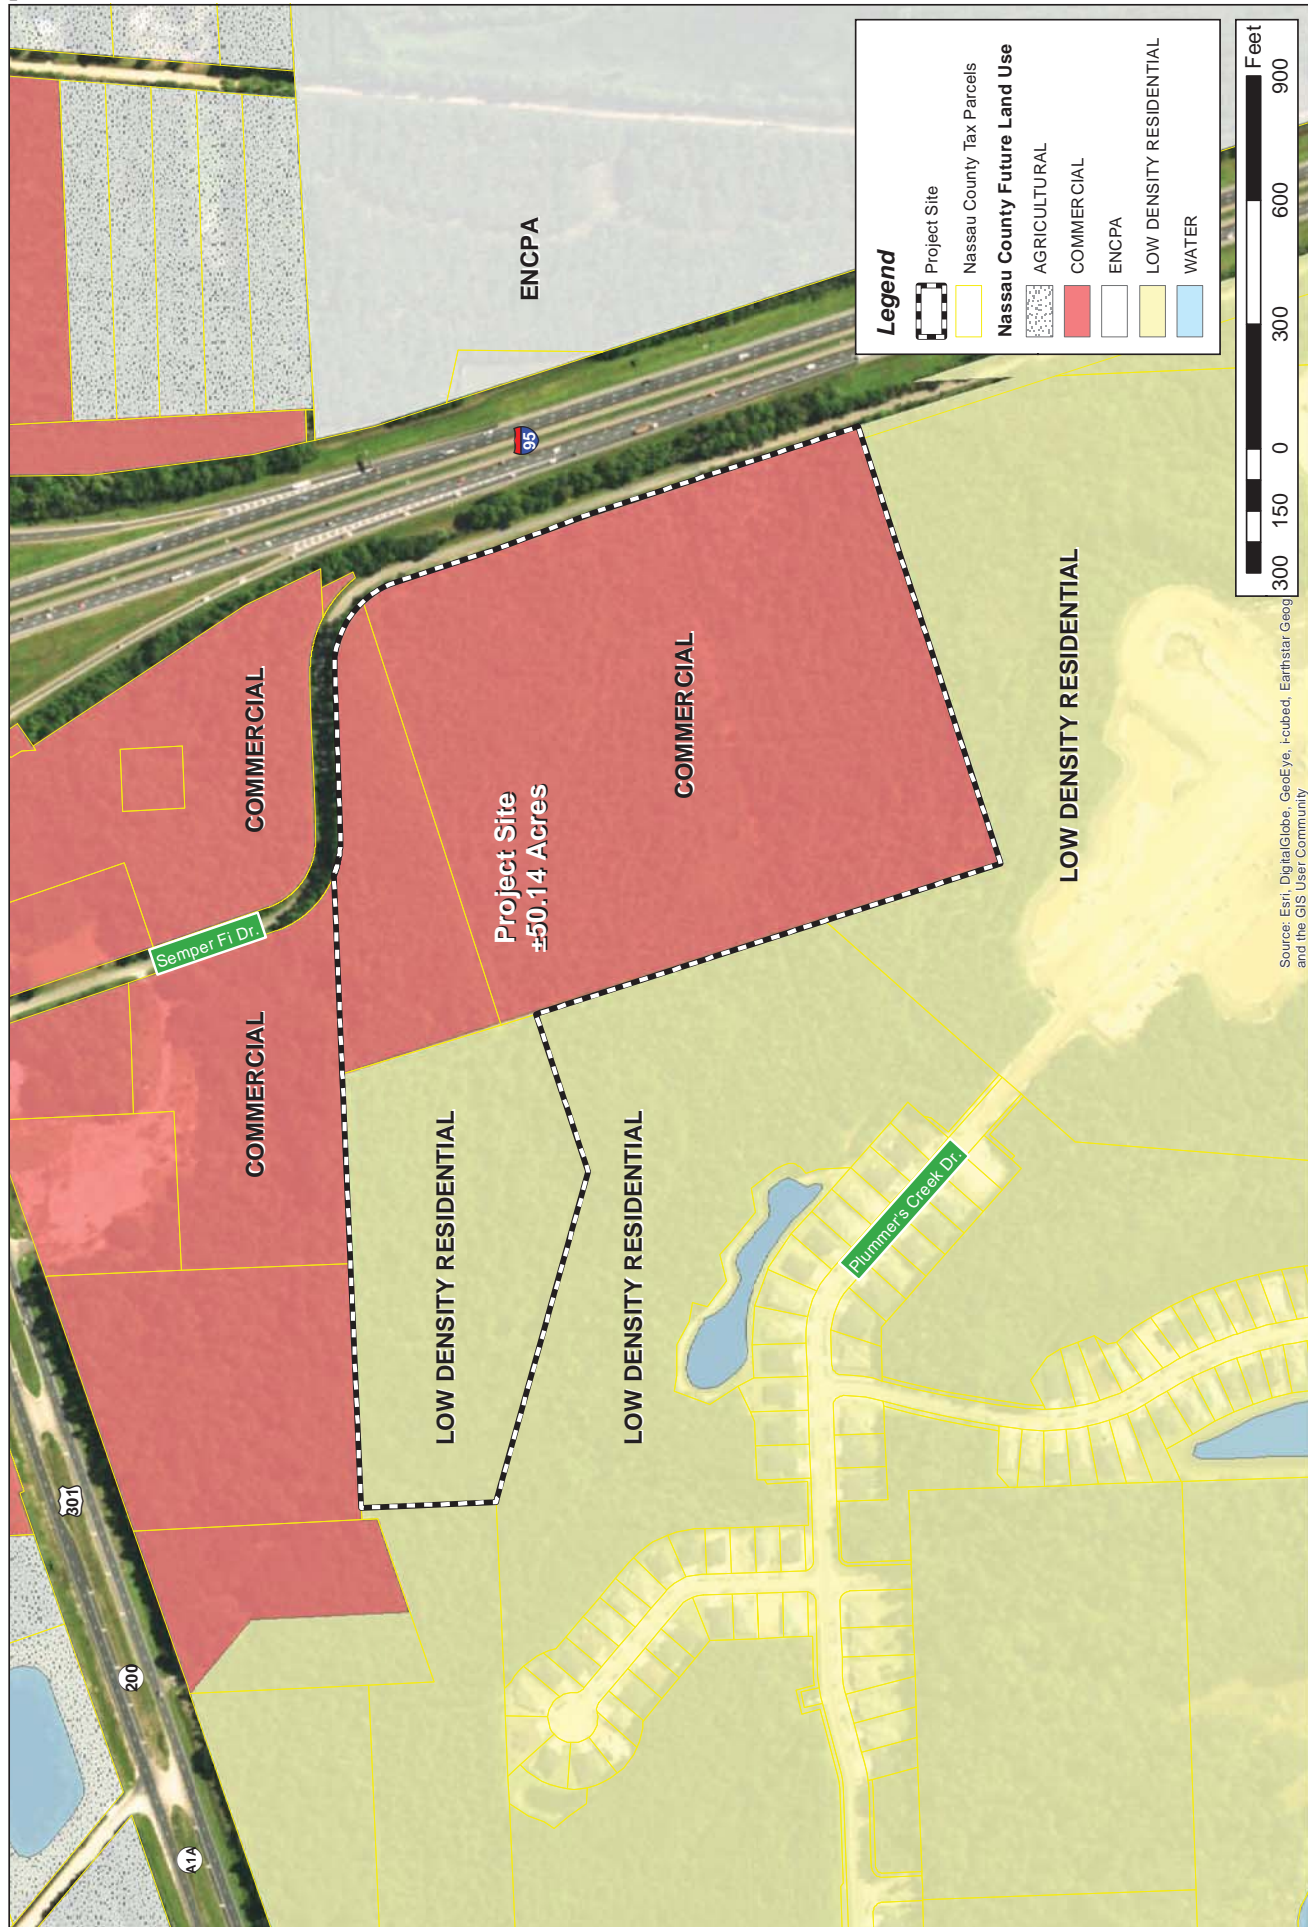 301
200
A1A
COMMERCIAL
Semper Fi Dr.
COMMERCIAL
95
ENCPA
LOW DENSITY RESIDENTIAL
Project Site
±50.14 Acres
COMMERCIAL
LOW DENSITY RESIDENTIAL
Plummer's Creek Dr.
LOW DENSITY RESIDENTIAL
Legend
Project Site
Nassau County Tax Parcels
Nassau County Future Land Use
AGRICULTURAL
COMMERCIAL
ENCPA
LOW DENSITY RESIDENTIAL
WATER
300 150 0 300 600 900
Feet
Source: Esri, DigitalGlobe, GeoEye, i-cubed, Earthstar Geog
and the GIS User Community